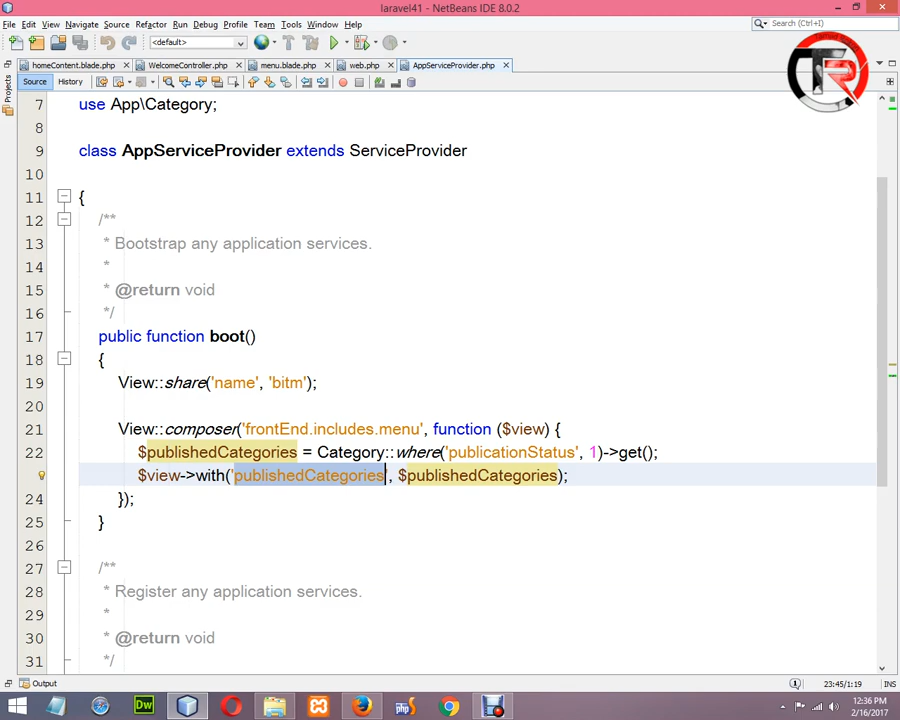 laravel41 - NetBeans IDE 8.0.2
File Edit View Navigate Source Refactor Run Debug Profile Team Tools Window Help
Search (Ctrl+I)
<default>
homeContent.blade.php WelcomeController.php menu.blade.php web.php AppServiceProvider.php
Source History
Projects
7 use App\Category;
8
9 class AppServiceProvider extends ServiceProvider
10
11 {
12 /**
13 * Bootstrap any application services.
14 *
15 * @return void
16 */
17 public function boot()
18 {
19 View::share('name', 'bitm');
20
21 View::composer('frontEnd.includes.menu', function ($view) {
22 $publishedCategories = Category::where('publicationStatus', 1)->get();
$view->with('publishedCategories', $publishedCategories);
24 });
25 }
26
27 /**
28 * Register any application services.
29 *
30 * @return void
31 */
Output
1
23:45/1:19 INS
Dw
php
12:36 PM
2/16/2017